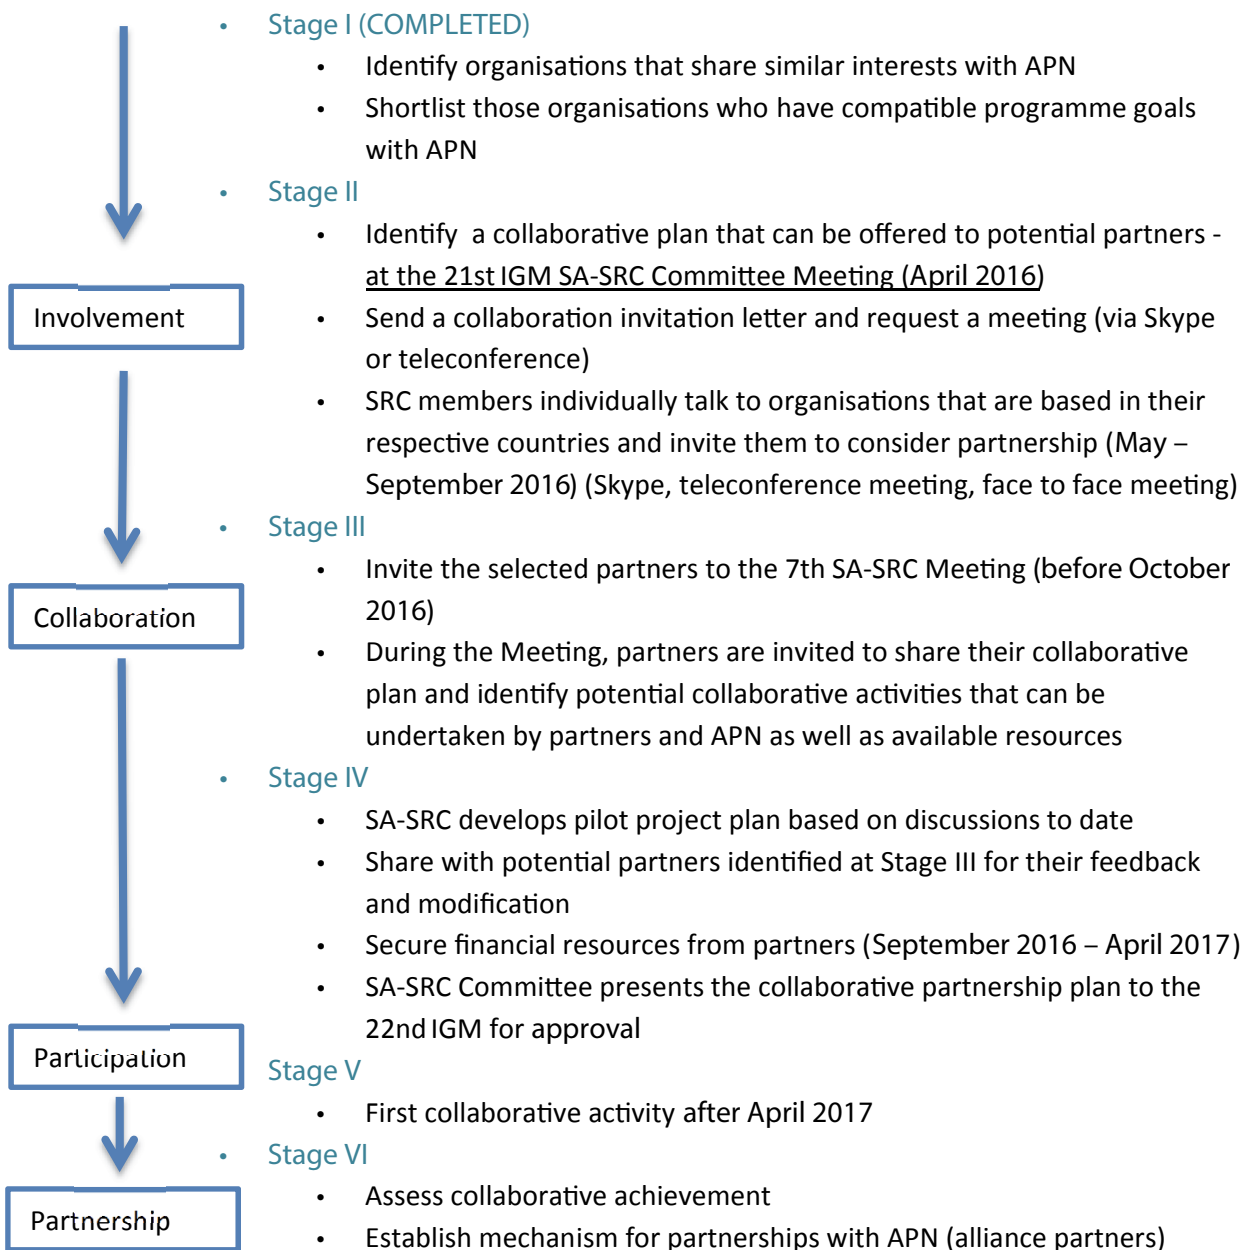 • Stage I (COMPLETED)
• Identify organisations that share similar interests with APN
• Shortlist those organisations who have compatible programme goals
with APN
• Stage II
• Identify a collaborative plan that can be offered to potential partners -
at the 21st IGM SA-SRC Committee Meeting (April 2016)
Involvement
• Send a collaboration invitation letter and request a meeting (via Skype
or teleconference)
• SRC members individually talk to organisations that are based in their
respective countries and invite them to consider partnership (May –
September 2016) (Skype, teleconference meeting, face to face meeting)
• Stage III
• Invite the selected partners to the 7th SA-SRC Meeting (before October
2016)
Collaboration
• During the Meeting, partners are invited to share their collaborative
plan and identify potential collaborative activities that can be
undertaken by partners and APN as well as available resources
• Stage IV
• SA-SRC develops pilot project plan based on discussions to date
• Share with potential partners identified at Stage III for their feedback
and modification
• Secure financial resources from partners (September 2016 – April 2017)
• SA-SRC Committee presents the collaborative partnership plan to the
22nd IGM for approval
Participation
Stage V
• First collaborative activity after April 2017
• Stage VI
• Assess collaborative achievement
Partnership
• Establish mechanism for partnerships with APN (alliance partners)